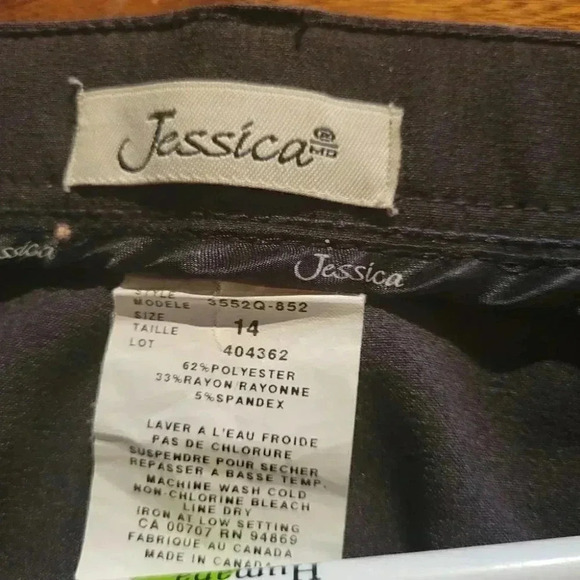 Jessica ® MD
ssica Jessica
STYLE
MODELE 3552Q-852
SIZE
TAILLE 14
LOT 404362
62%POLYESTER
33%RAYON/RAYONNE
5%SPANDEX
LAVER A L'EAU FROIDE
PAS DE CHLORURE
SUSPENDRE POUR SECHER
REPASSER A BASSE TEMP.
MACHINE WASH COLD
NON-CHLORINE BLEACH
LINE DRY
IRON AT LOW SETTING
CA 00707 RN 94869
FABRIQUE AU CANADA
MADE IN CANADA